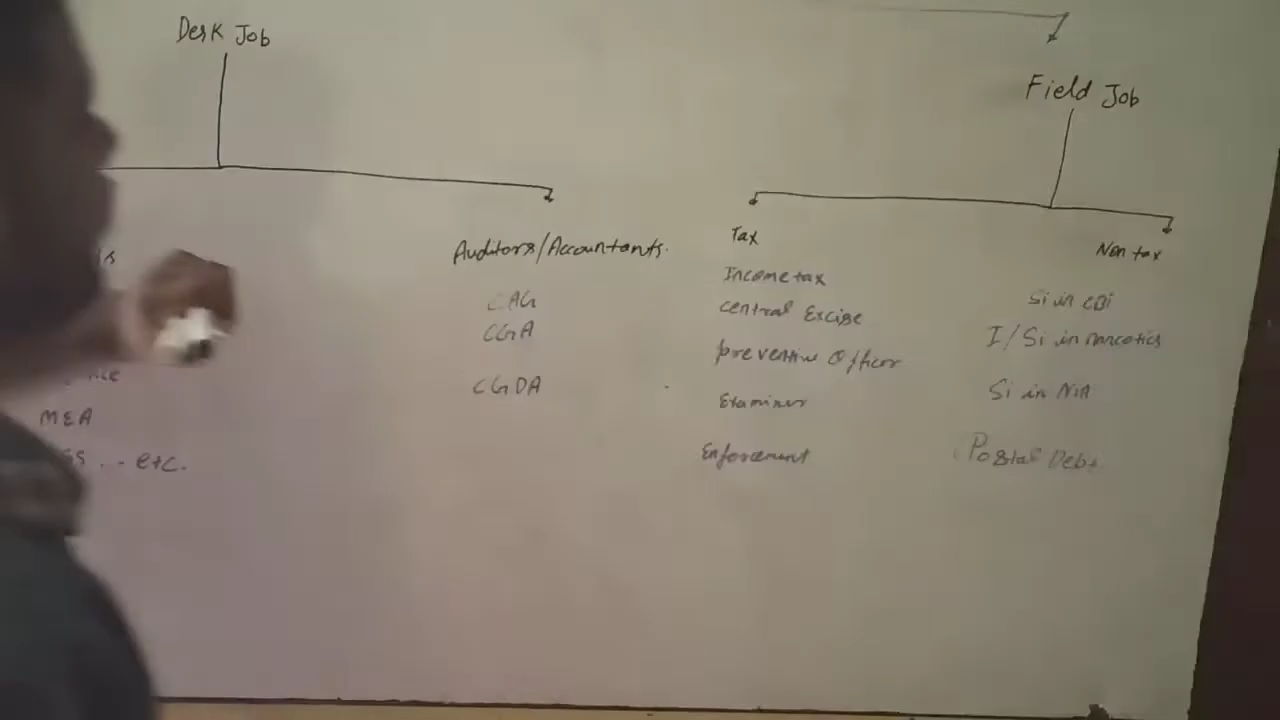 Desk Job
Field Job
Auditors/Accountants.
CAG
CGA
CGDA
MEA
... etc.
Tax
Income tax
central Excise
preventive Officer
Examiner
Enforcement
Non tax
Si in CBI
I/Si in narcotics
Si in NIA
Postal Debt